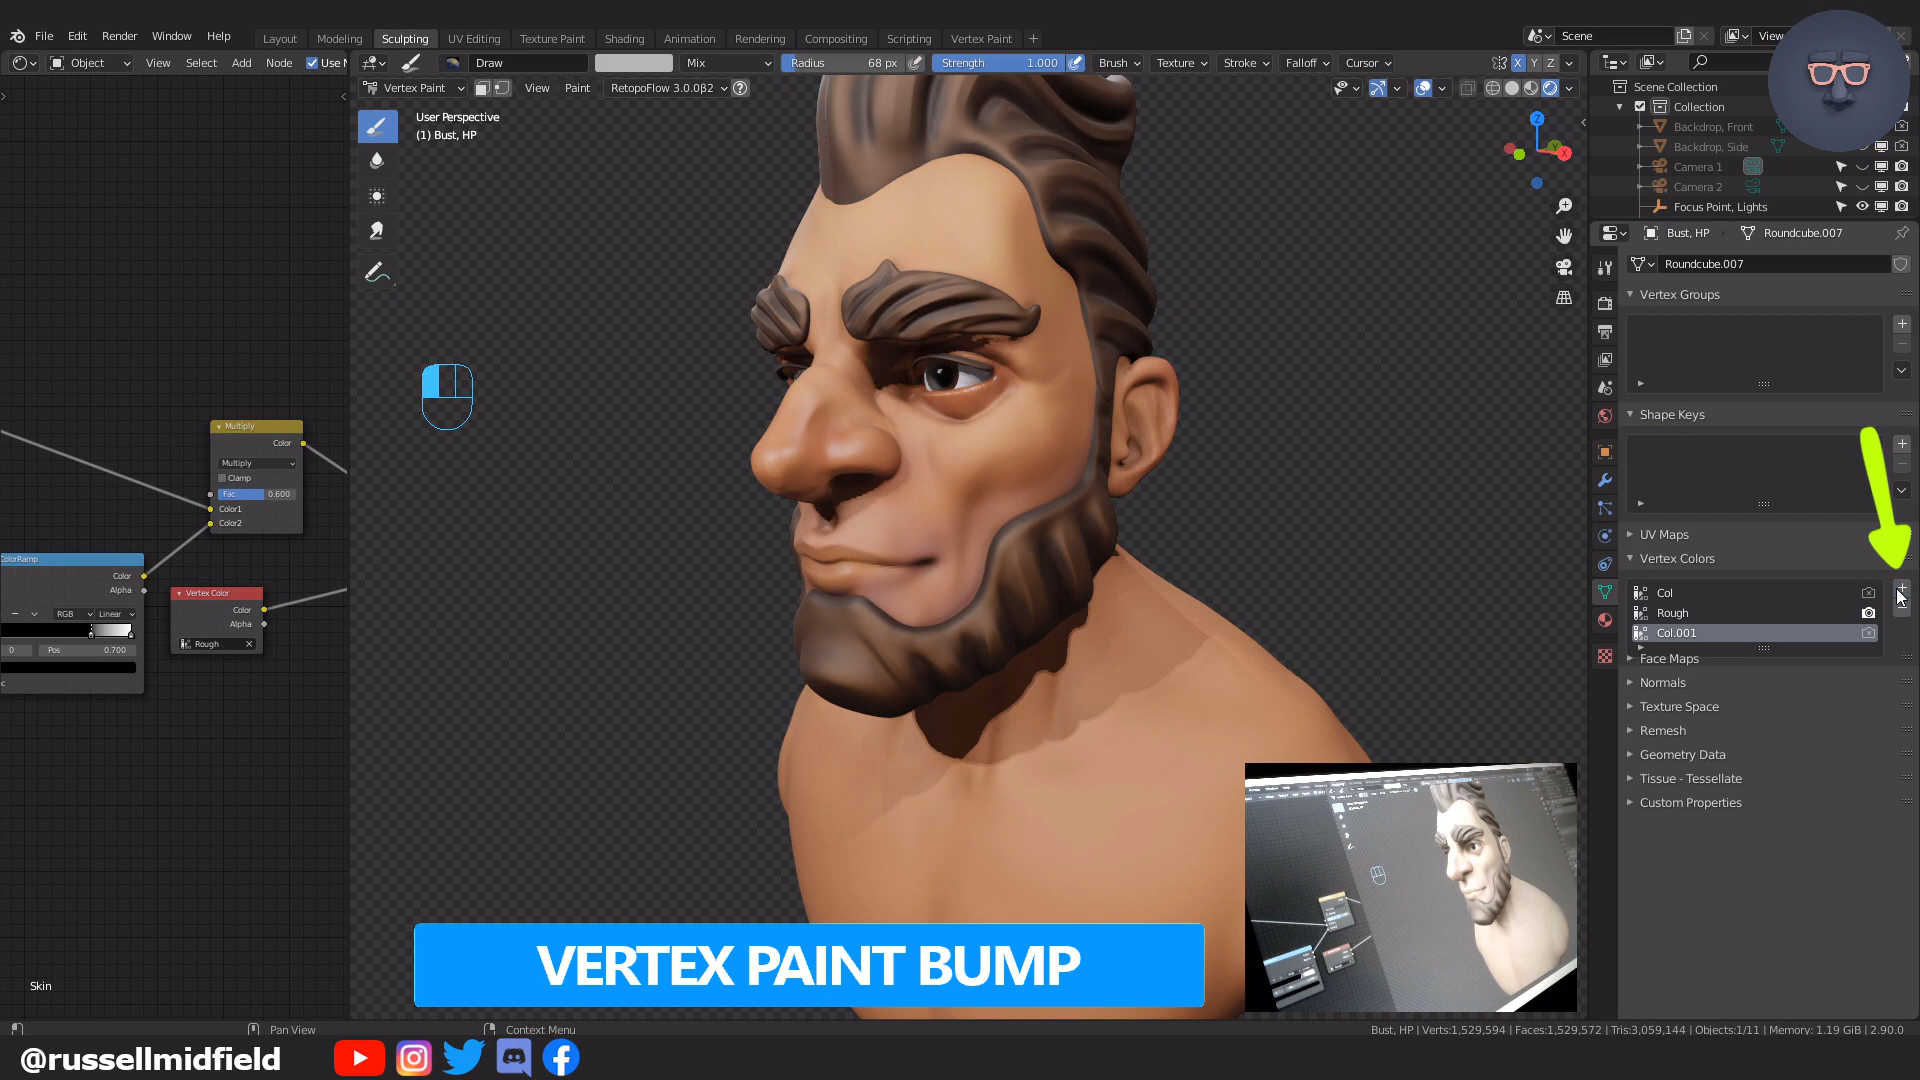 File Edit Render Window Help
Layout Modeling Sculpting UV Editing Texture Paint Shading Animation Rendering Compositing Scripting Vertex Paint +
Scene
View
Object View Select Add Node Use N
Draw Mix Radius 68 px Strength 1.000 Brush Texture Stroke Falloff Cursor X Y Z
Vertex Paint View Paint RetopoFlow 3.0.0β2
User Perspective
(1) Bust, HP
Z
Y
X
Scene Collection
Collection
Backdrop, Front
Backdrop, Side
Camera 1
Camera 2
Focus Point, Lights
Bust, HP Roundcube.007
Roundcube.007
Vertex Groups
Shape Keys
UV Maps
Vertex Colors
Col
Rough
Col.001
Face Maps
Normals
Texture Space
Remesh
Geometry Data
Tissue - Tessellate
Custom Properties
Multiply
Color
Multiply
Clamp
Fac 0.600
Color1
Color2
ColorRamp
Color
Alpha
RGB Linear
0 Pos 0.700
Vertex Color
Color
Alpha
Rough
Skin
VERTEX PAINT BUMP
Pan View
Context Menu
Bust, HP | Verts:1,529,594 | Faces:1,529,572 | Tris:3,059,144 | Objects:1/11 | Memory: 1.19 GiB | 2.90.0
@russellmidfield